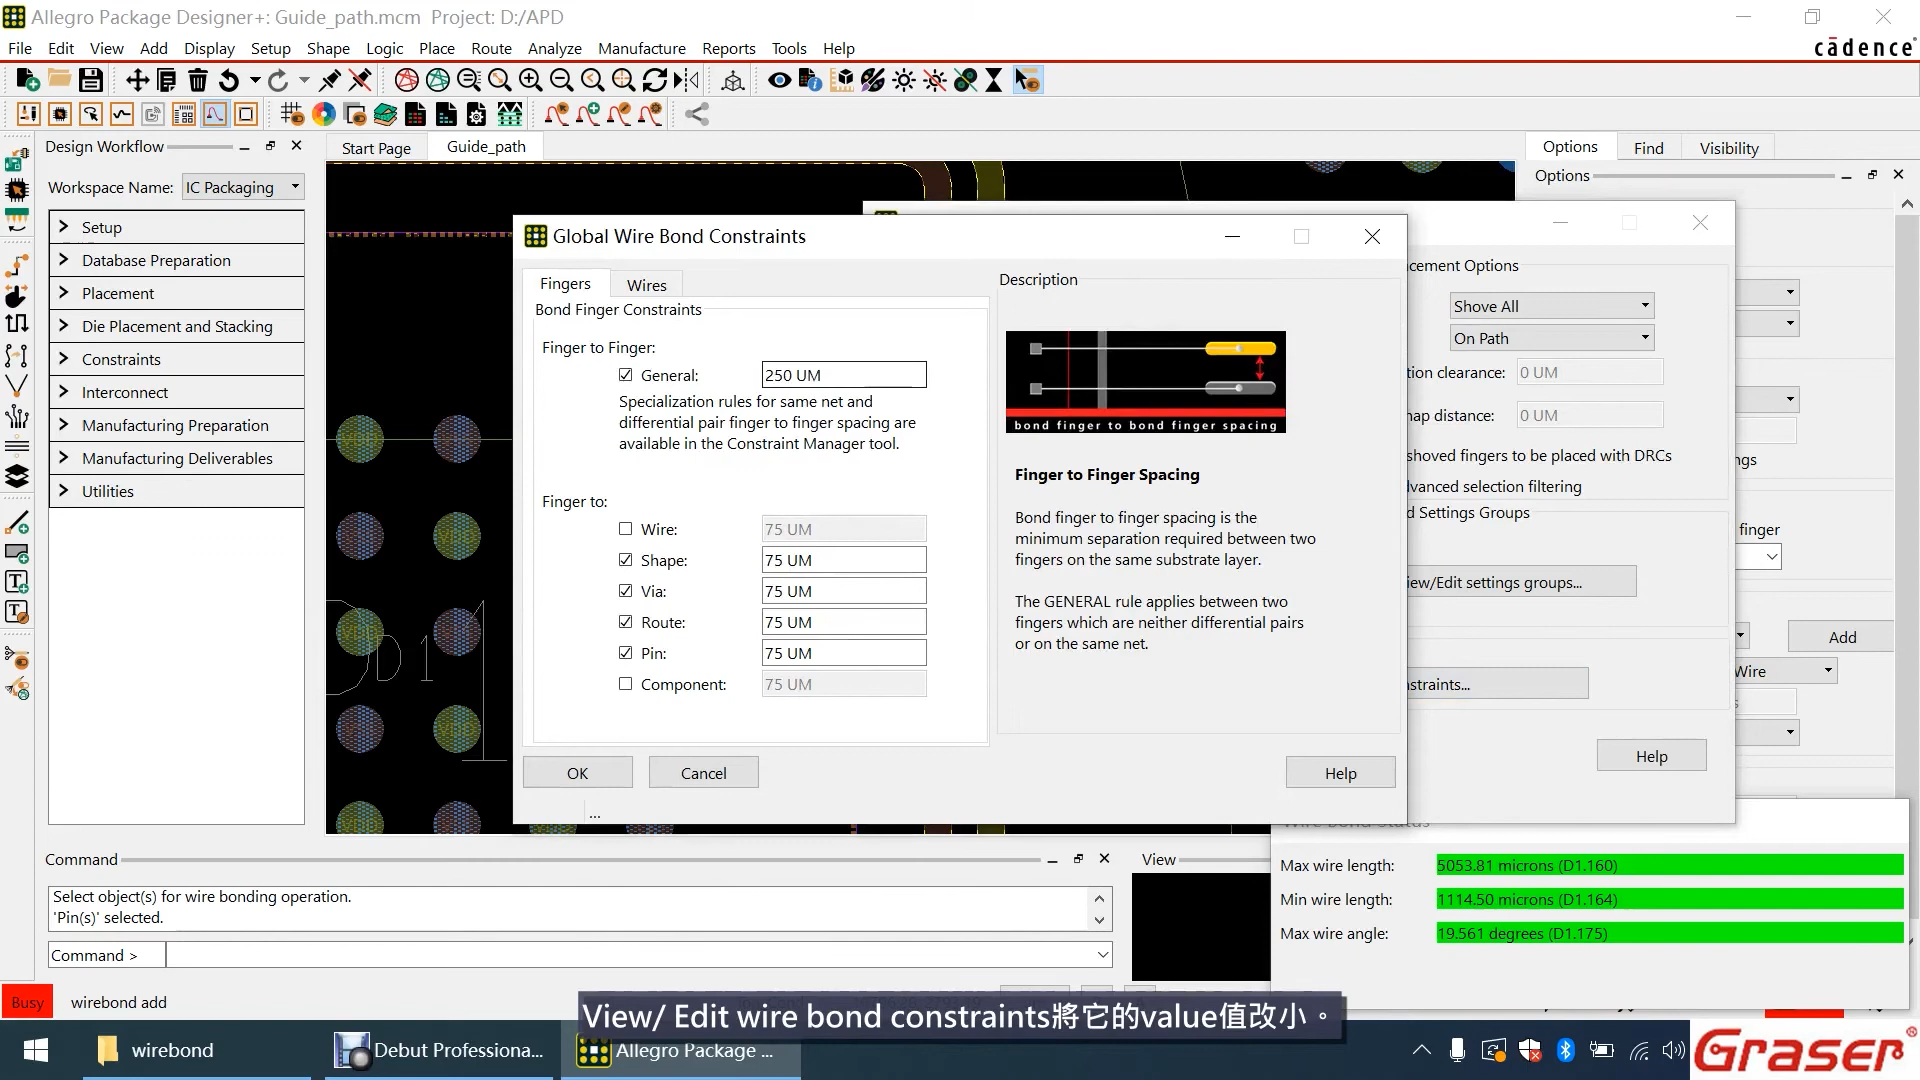 Allegro Package Designer+: Guide_path.mcm  Project: D:/APD
File Edit View Add Display Setup Shape Logic Place Route Analyze Manufacture Reports Tools Help
cādence
Design Workflow
Start Page
Guide_path
Options
Find
Visibility
Workspace Name:
IC Packaging
Options
Setup
Database Preparation
Placement
Die Placement and Stacking
Constraints
Interconnect
Manufacturing Preparation
Manufacturing Deliverables
Utilities
D1
Global Wire Bond Constraints
Fingers
Wires
Bond Finger Constraints
Finger to Finger:
General:
250 UM
Specialization rules for same net and
differential pair finger to finger spacing are
available in the Constraint Manager tool.
Finger to:
Wire:
75 UM
Shape:
75 UM
Via:
75 UM
Route:
75 UM
Pin:
75 UM
Component:
75 UM
Description
bond finger to bond finger spacing
Finger to Finger Spacing
Bond finger to finger spacing is the
minimum separation required between two
fingers on the same substrate layer.
The GENERAL rule applies between two
fingers which are neither differential pairs
or on the same net.
OK
Cancel
Help
...
cement Options
Shove All
On Path
tion clearance:
0 UM
nap distance:
0 UM
shoved fingers to be placed with DRCs
dvanced selection filtering
d Settings Groups
iew/Edit settings groups...
nstraints...
Help
ngs
finger
Add
Wire
s
Command
Select object(s) for wire bonding operation.
'Pin(s)' selected.
Command >
View
Max wire length:
5053.81 microns (D1.160)
Min wire length:
1114.50 microns (D1.164)
Max wire angle:
19.561 degrees (D1.175)
Busy
wirebond add
View/ Edit wire bond constraints將它的value值改小。
wirebond
Debut Professiona...
Allegro Package ...
Graser